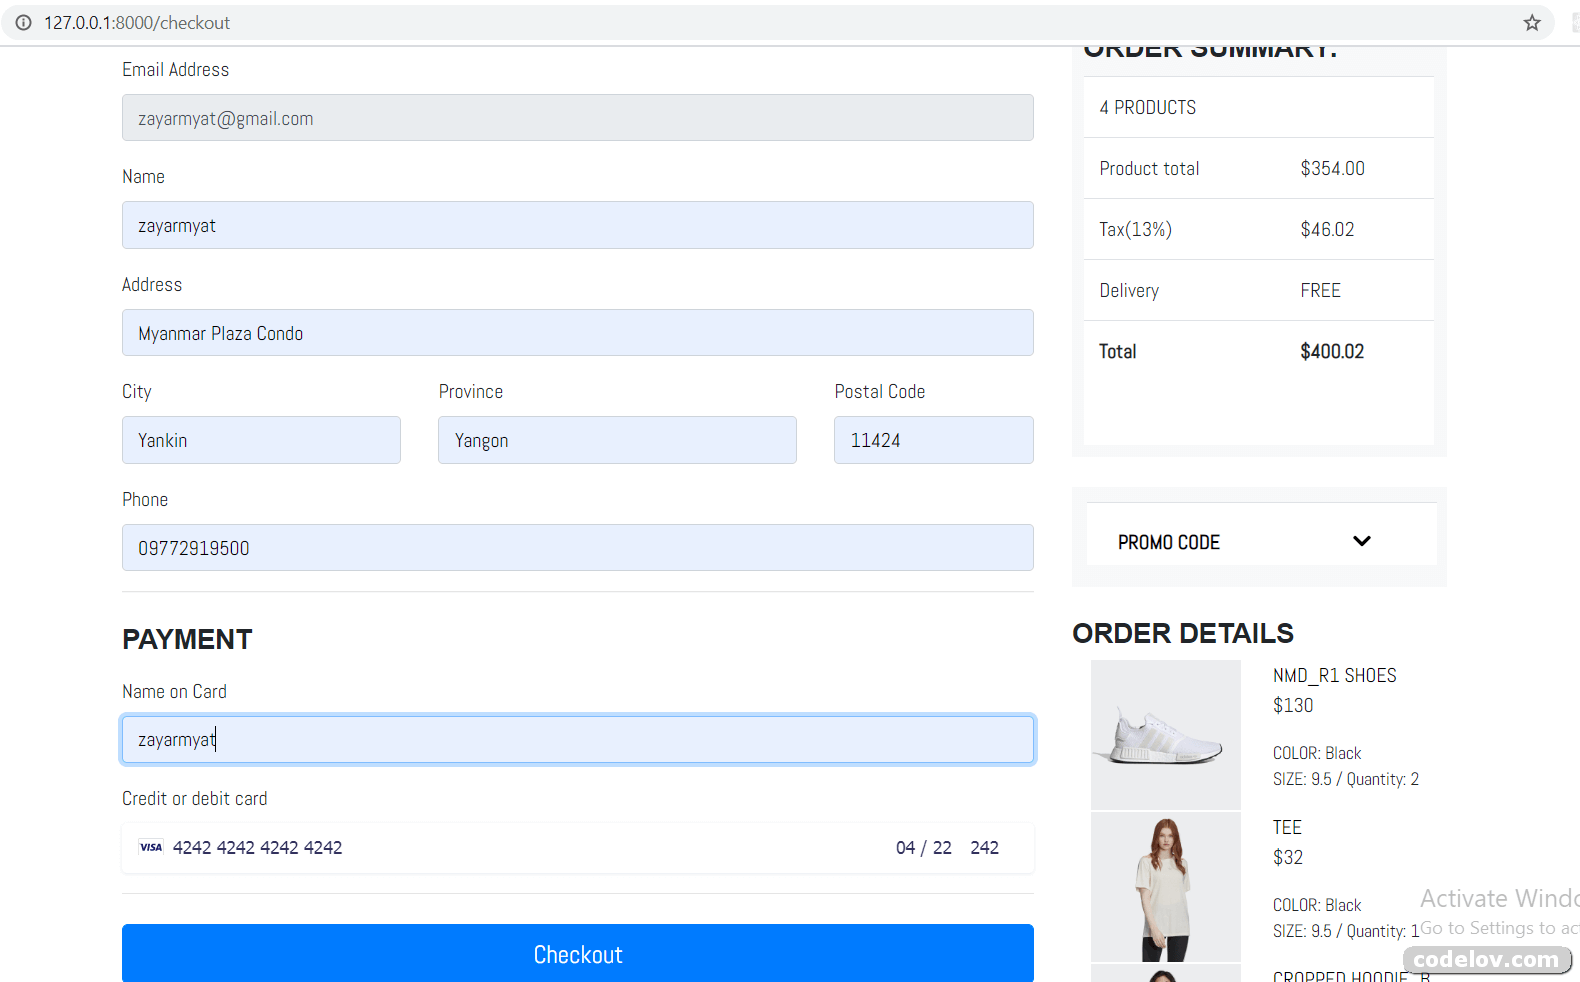 127.0.0.1:8000/checkout
Email Address
zayarmyat@gmail.com
Name
zayarmyat
Address
Myanmar Plaza Condo
City Province Postal Code
Yankin Yangon 11424
Phone
09772919500
PAYMENT
Name on Card
zayarmyat
Credit or debit card
VISA 4242 4242 4242 4242 04 / 22 242
Checkout
ORDER SUMMARY:
4 PRODUCTS
Product total $354.00
Tax(13%) $46.02
Delivery FREE
Total $400.02
PROMO CODE
ORDER DETAILS
NMD_R1 SHOES
$130
COLOR: Black
SIZE: 9.5 / Quantity: 2
TEE
$32
COLOR: Black
SIZE: 9.5 / Quantity: 1
CROPPED HOODIE_B
Activate Windo
Go to Settings to act
codelov.com